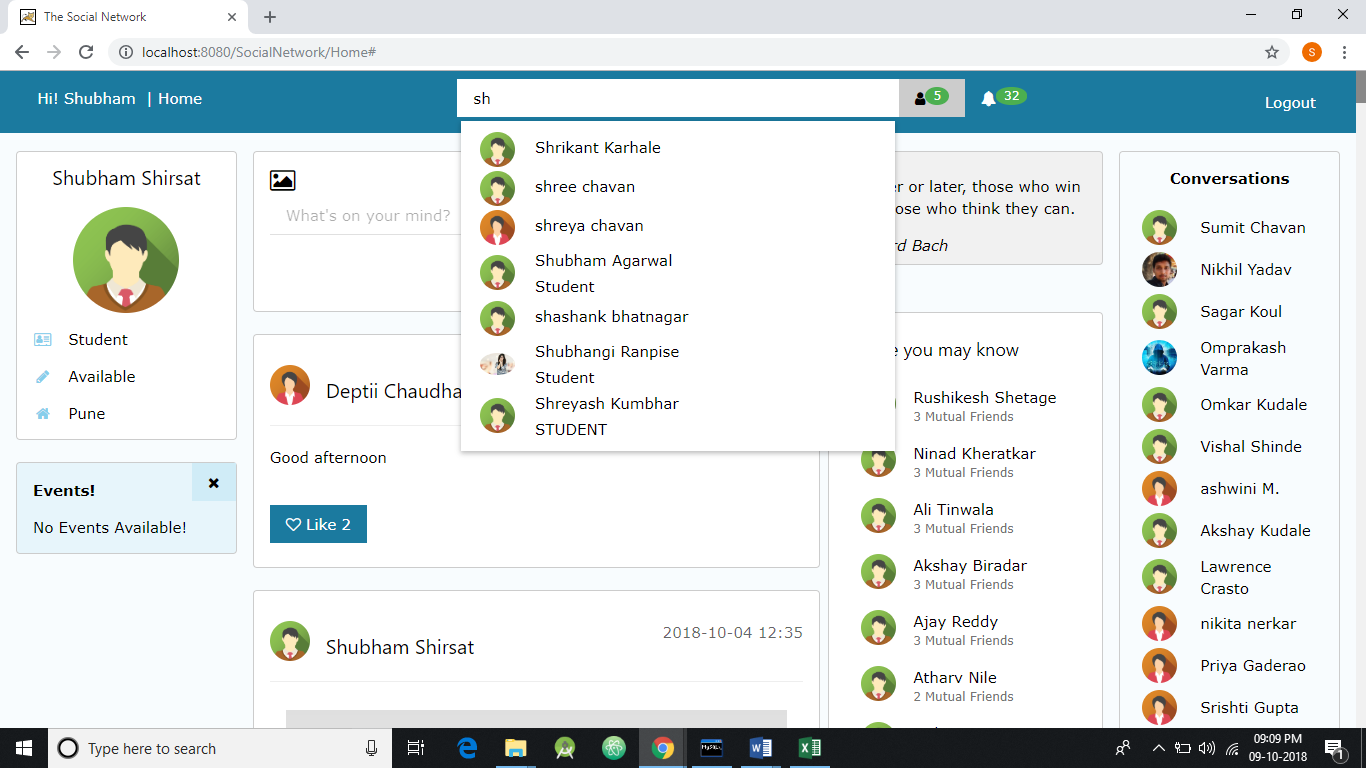 The Social Network
localhost:8080/SocialNetwork/Home#
S
Hi! Shubham | Home
sh
5
32
Logout
Shubham Shirsat
Student
Available
Pune
Events!
No Events Available!
What's on your mind?
Shrikant Karhale
shree chavan
shreya chavan
Shubham Agarwal
Student
shashank bhatnagar
Shubhangi Ranpise
Student
Shreyash Kumbhar
STUDENT
Deptii Chaudha
Good afternoon
Like 2
Shubham Shirsat
2018-10-04 12:35
er or later, those who win
ose who think they can.
rd Bach
e you may know
Rushikesh Shetage
3 Mutual Friends
Ninad Kheratkar
3 Mutual Friends
Ali Tinwala
3 Mutual Friends
Akshay Biradar
3 Mutual Friends
Ajay Reddy
3 Mutual Friends
Atharv Nile
2 Mutual Friends
Conversations
Sumit Chavan
Nikhil Yadav
Sagar Koul
Omprakash
Varma
Omkar Kudale
Vishal Shinde
ashwini M.
Akshay Kudale
Lawrence
Crasto
nikita nerkar
Priya Gaderao
Srishti Gupta
Type here to search
09:09 PM
09-10-2018
1